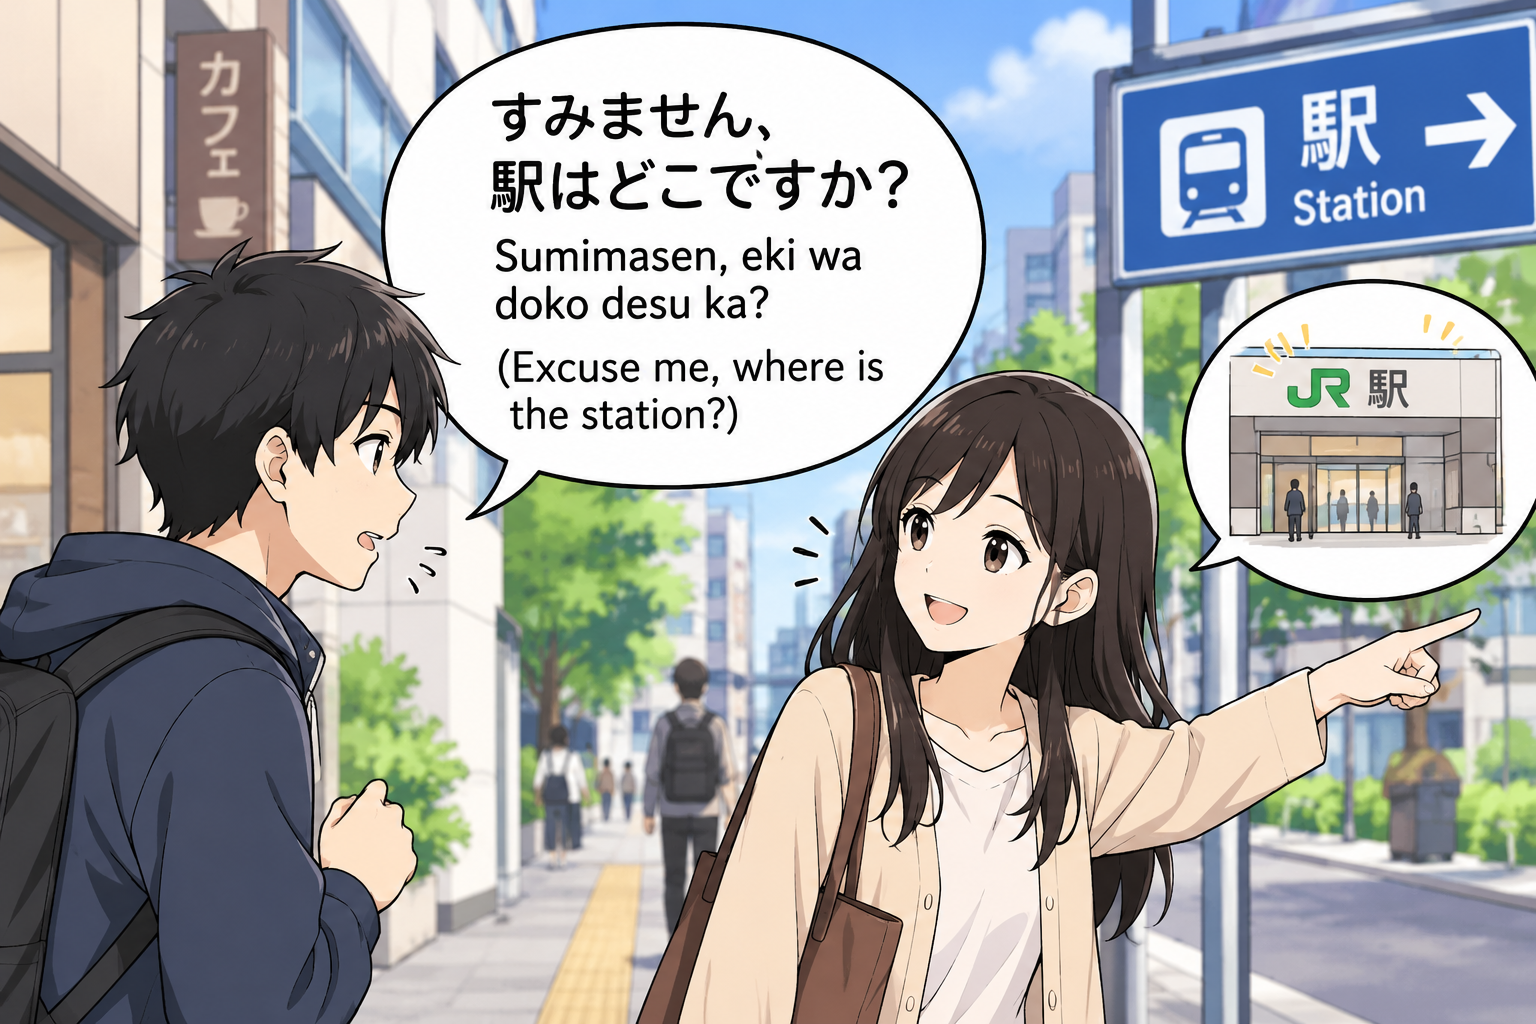 カフェ
すみません、
駅はどこですか?
Sumimasen, eki wa
doko desu ka?
(Excuse me, where is
the station?)
駅
Station
JR 駅